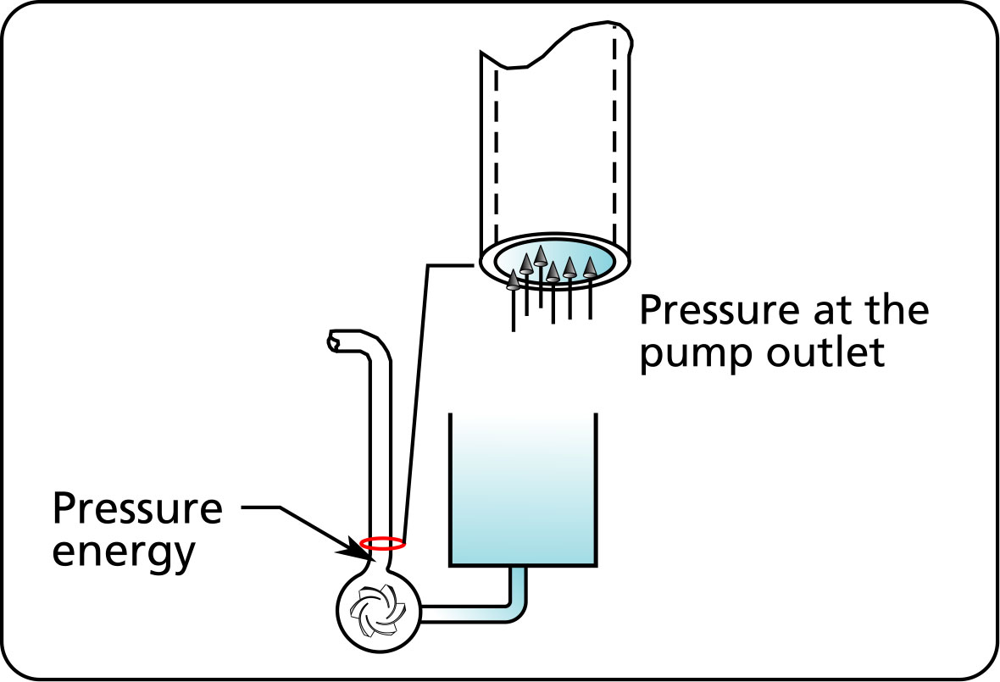 Pressure at the
pump outlet
Pressure
energy